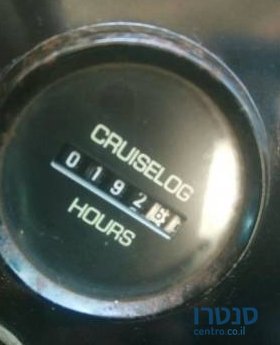 CRUISELOG
0192
HOURS
סנטרו
centro.co.il